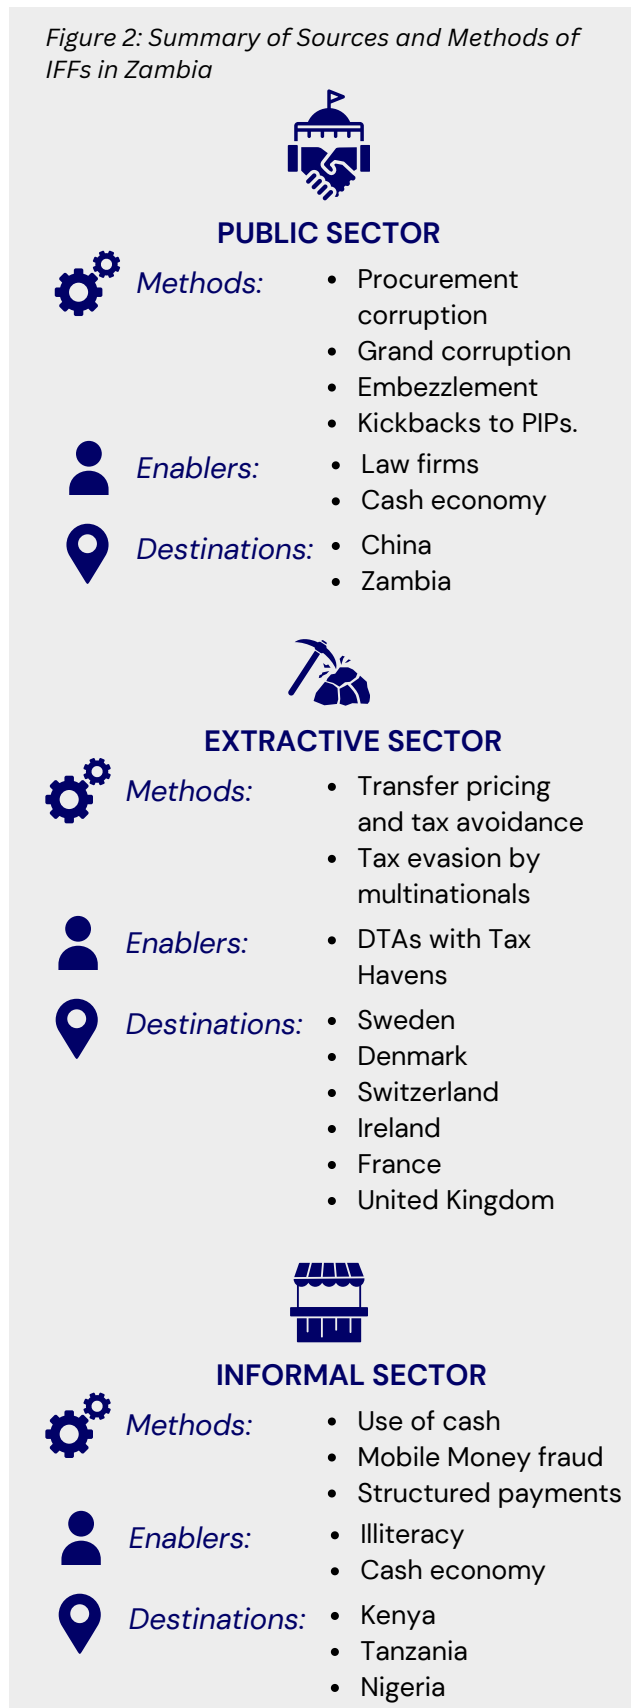 Figure 2: Summary of Sources and Methods of
IFFs in Zambia
PUBLIC SECTOR
Methods:
• Procurement
corruption
• Grand corruption
• Embezzlement
• Kickbacks to PIPs.
Enablers:
• Law firms
• Cash economy
Destinations:
• China
• Zambia
EXTRACTIVE SECTOR
Methods:
• Transfer pricing
and tax avoidance
• Tax evasion by
multinationals
Enablers:
• DTAs with Tax
Havens
Destinations:
• Sweden
• Denmark
• Switzerland
• Ireland
• France
• United Kingdom
INFORMAL SECTOR
Methods:
• Use of cash
• Mobile Money fraud
• Structured payments
Enablers:
• Illiteracy
• Cash economy
Destinations:
• Kenya
• Tanzania
• Nigeria